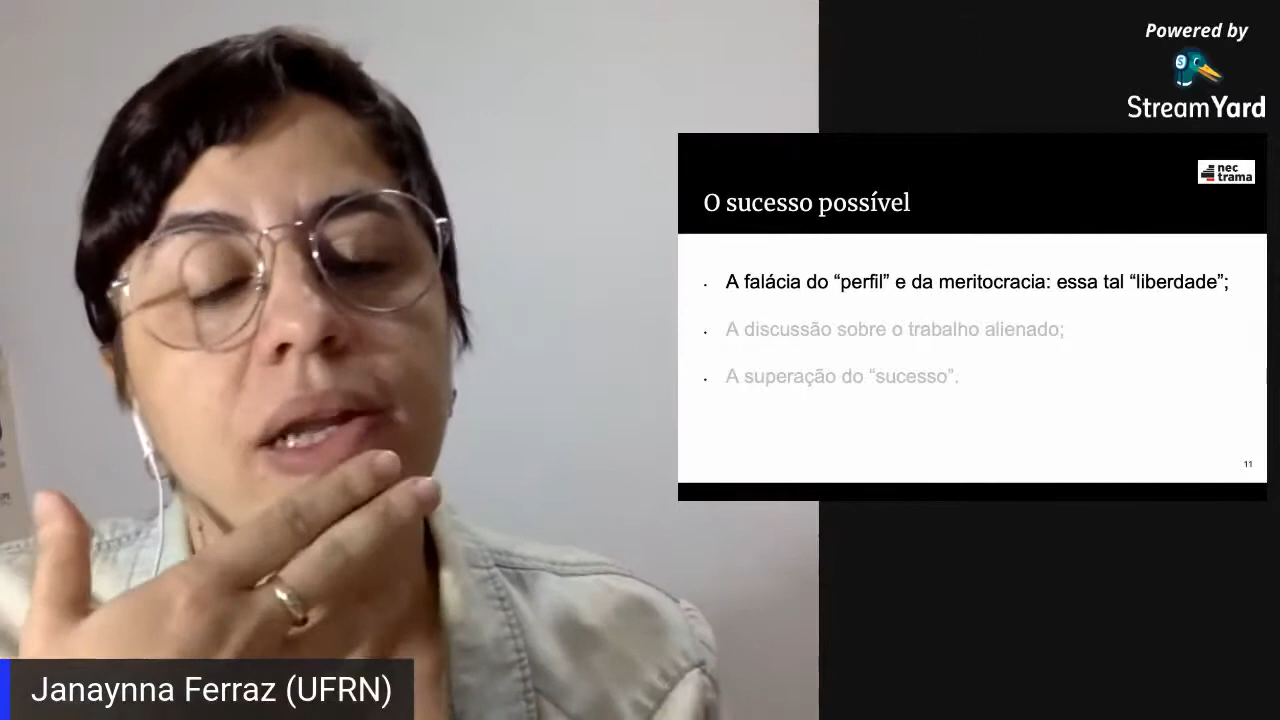 Powered by
StreamYard
nec
trama
O sucesso possível
. A falácia do “perfil” e da meritocracia: essa tal “liberdade”;
. A discussão sobre o trabalho alienado;
. A superação do “sucesso”.
11
Janaynna Ferraz (UFRN)